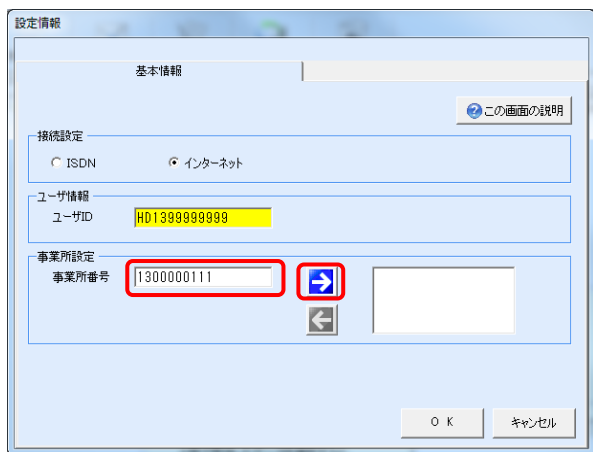 設定情報
基本情報
この画面の説明
接続設定
ISDN インターネット
ユーザ情報
ユーザID HD1399999999
事業所設定
事業所番号 1300000111
O K キャンセル